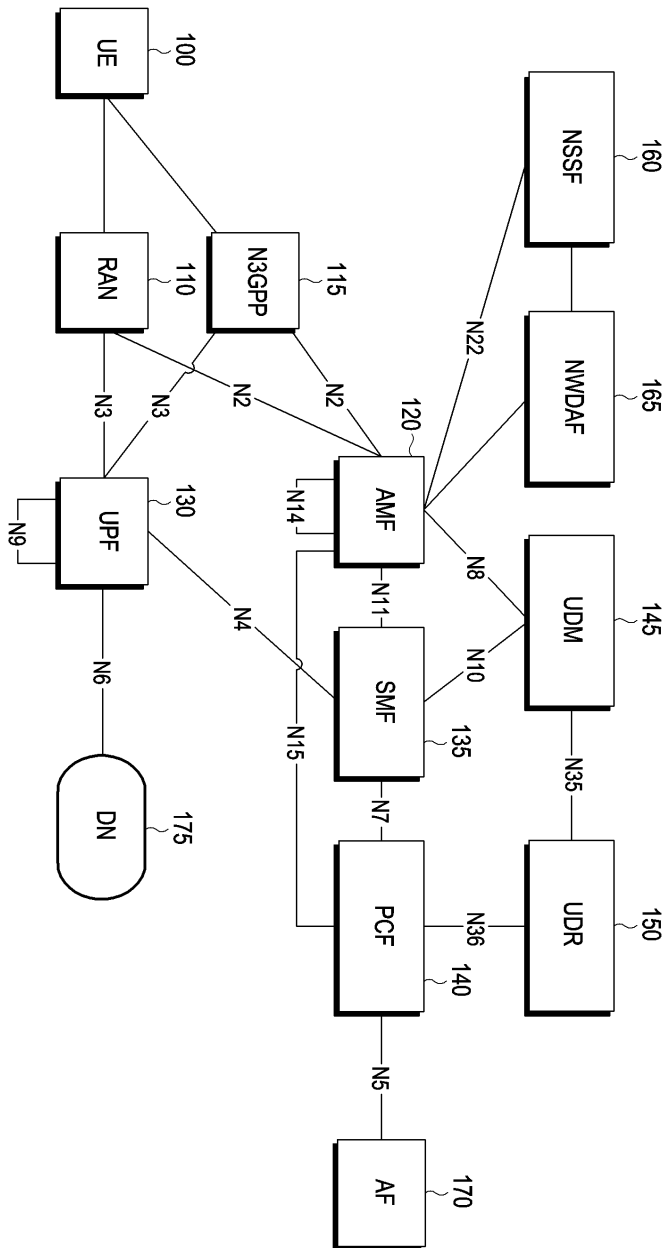 160
165
145
150
NSSF
NWDAF
UDM
N35
UDR
N22
N8
N10
N36
120
135
140
170
AMF
N11
SMF
N7
PCF
N5
AF
115
N2
N14
N15
N3GPP
N2
N4
100
110
N3
130
175
UE
RAN
N3
UPF
N6
DN
N9